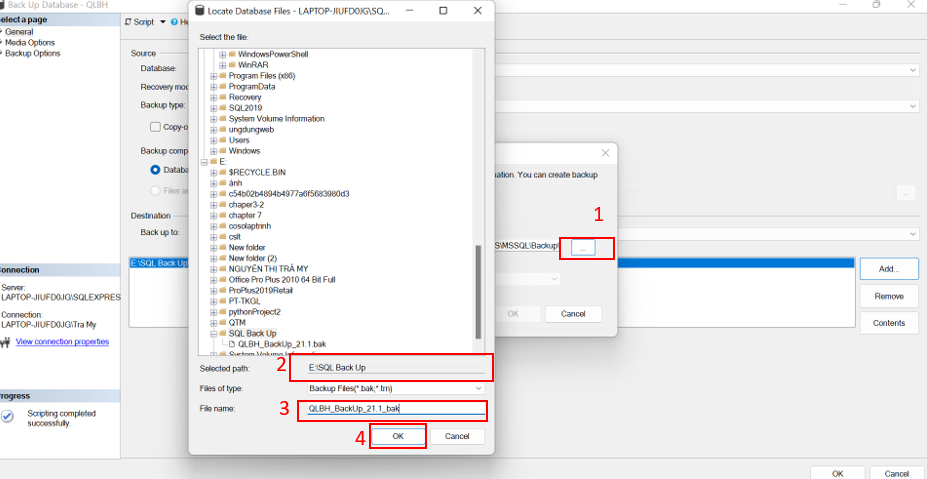 Back Up Database - QLBH
Select a page
General
Media Options
Backup Options
Script
He
Source
Database:
Recovery mod
Backup type:
Copy-o
Backup comp
Databa
Files a
Destination
Back up to:
E:\SQL Back Up
Add...
Remove
Contents
Connection
Server:
LAPTOP-JIUFD0JG\SQLEXPRES
Connection:
LAPTOP-JIUFD0JG\Tra My
View connection properties
Progress
Scripting completed
successfully.
OK
Cancel
Locate Database Files - LAPTOP-JIUFD0JG\SQ...
Select the file:
WindowsPowerShell
WinRAR
Program Files (x86)
ProgramData
Recovery
SQL2019
System Volume Information
ungdungweb
Users
Windows
E:
$RECYCLE.BIN
ảnh
c54b02b4894b4977a6f5683980d3
chaper3-2
chapter 7
cosolaptrinh
cslt
New folder
New folder (2)
NGUYỄN THỊ TRÀ MY
Office Pro Plus 2010 64 Bit Full
ProPlus2019Retail
PT-TKGL
pythonProject2
QTM
SQL Back Up
QLBH_BackUp_21.1.bak
System Volume Information
2
Selected path:
E:\SQL Back Up
Files of type:
Backup Files(*.bak;*.trn)
3
File name:
QLBH_BackUp_21.1_bak
4
OK
Cancel
nation. You can create backup
1
S\MSSQL\Backup\
...
OK
Cancel
...